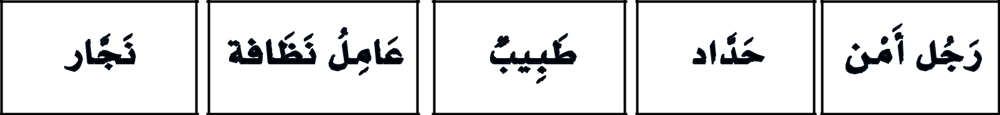 رَجُل أَمْن
حَدَّاد
طَبِيبٌ
عَامِلُ نَظَافة
نَجَّار